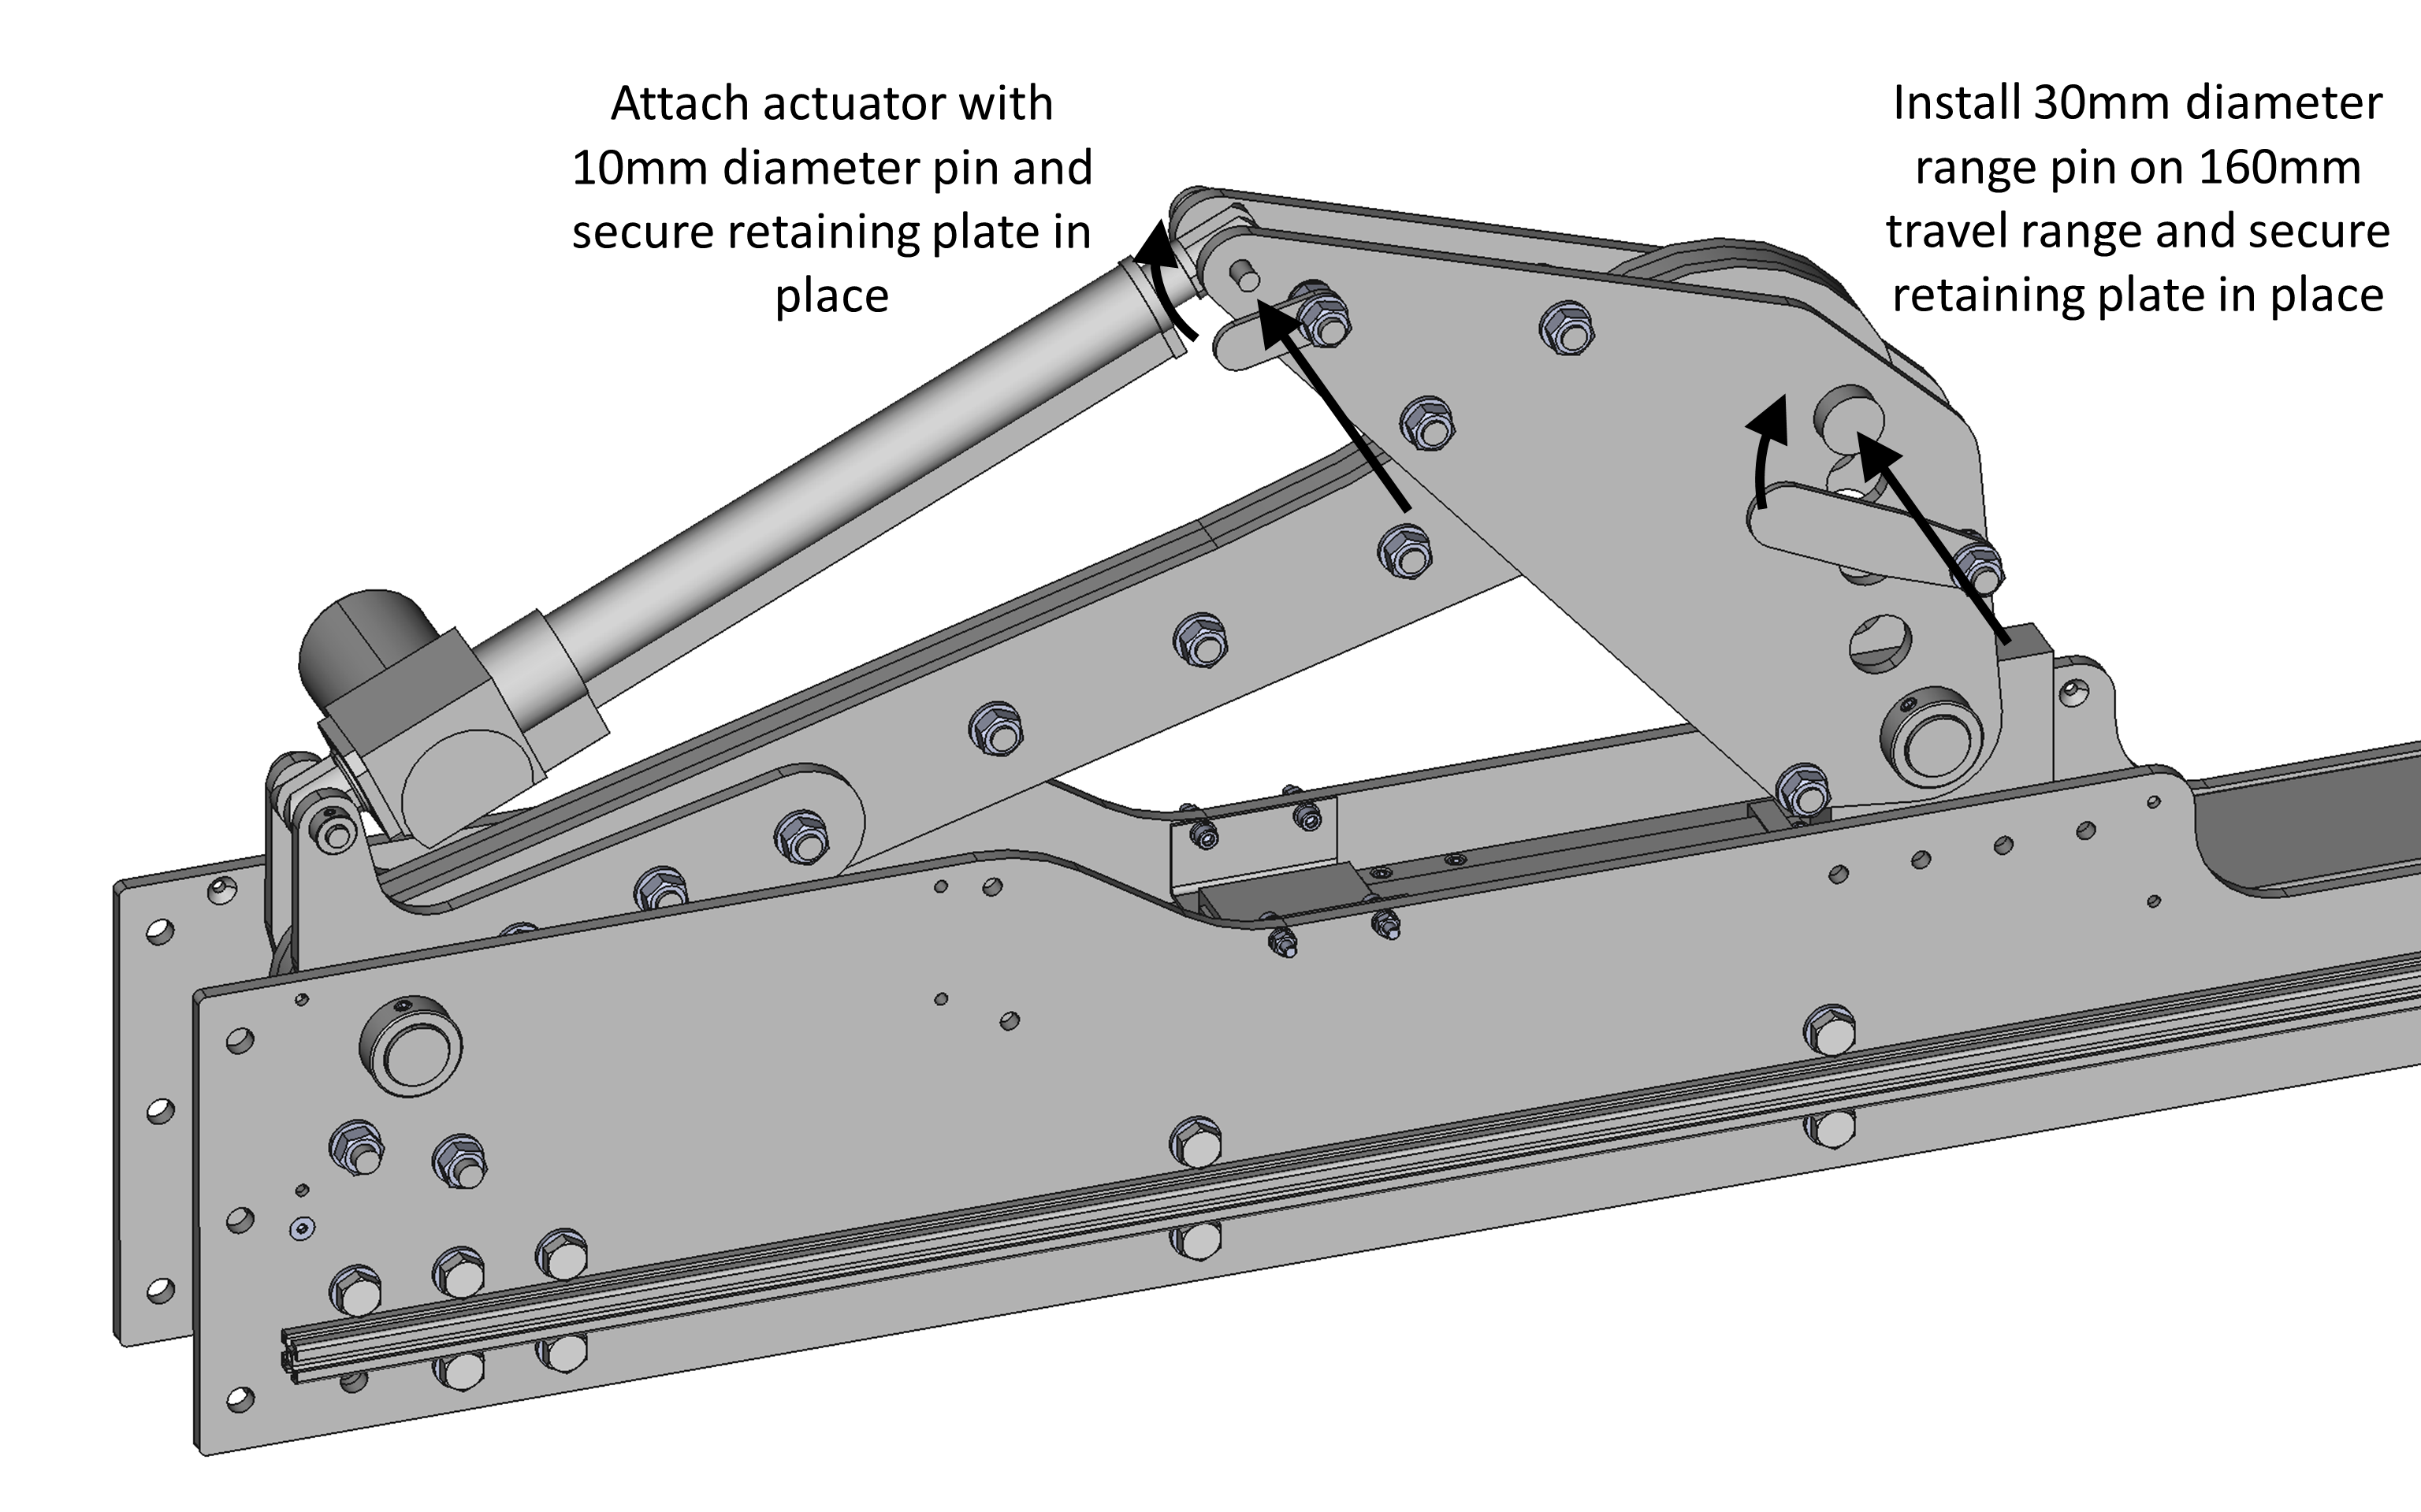 Attach actuator with
10mm diameter pin and
secure retaining plate in
place
Install 30mm diameter
range pin on 160mm
travel range and secure
retaining plate in place